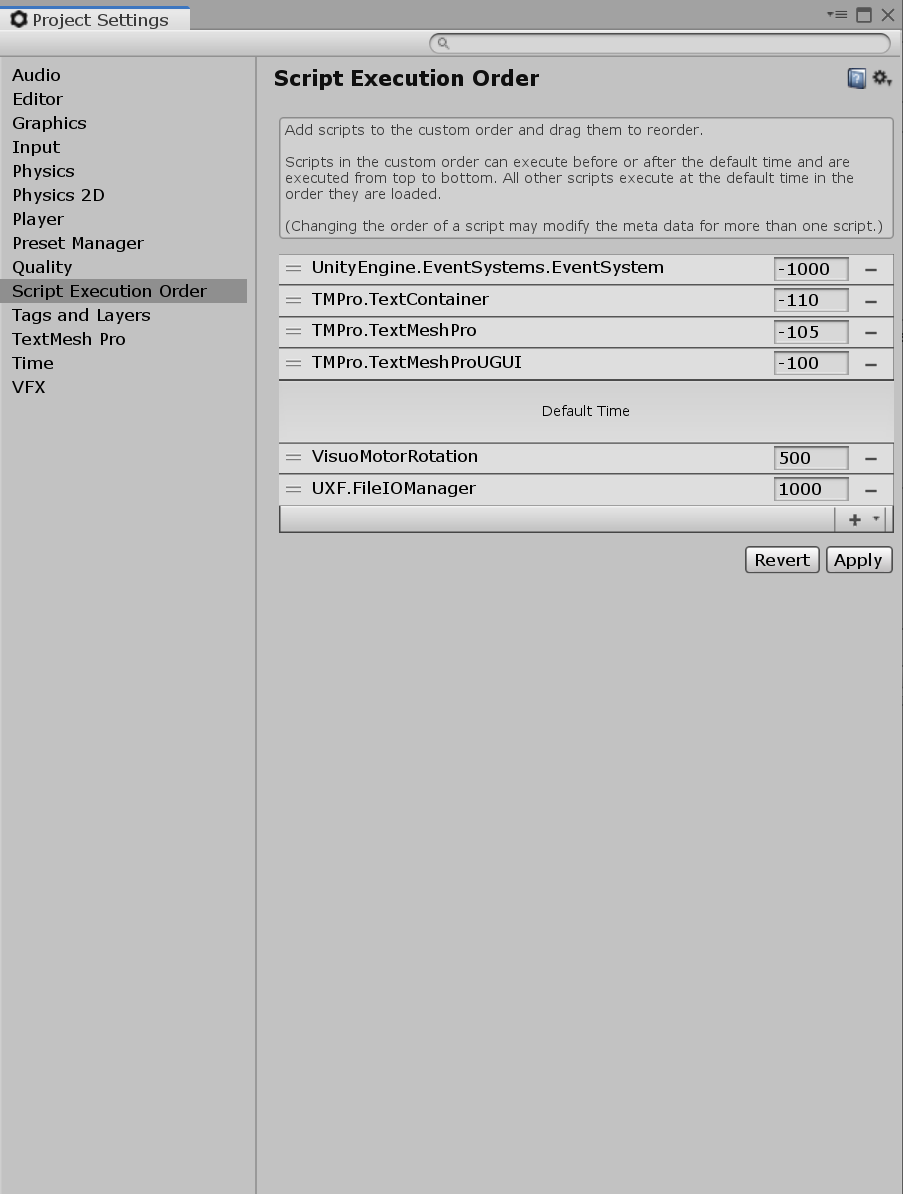 Project Settings
Audio
Editor
Graphics
Input
Physics
Physics 2D
Player
Preset Manager
Quality
Script Execution Order
Tags and Layers
TextMesh Pro
Time
VFX
Script Execution Order
Add scripts to the custom order and drag them to reorder.
Scripts in the custom order can execute before or after the default time and are
executed from top to bottom. All other scripts execute at the default time in the
order they are loaded.
(Changing the order of a script may modify the meta data for more than one script.)
UnityEngine.EventSystems.EventSystem -1000
TMPro.TextContainer -110
TMPro.TextMeshPro -105
TMPro.TextMeshProUGUI -100
Default Time
VisuoMotorRotation 500
UXF.FileIOManager 1000
Revert Apply